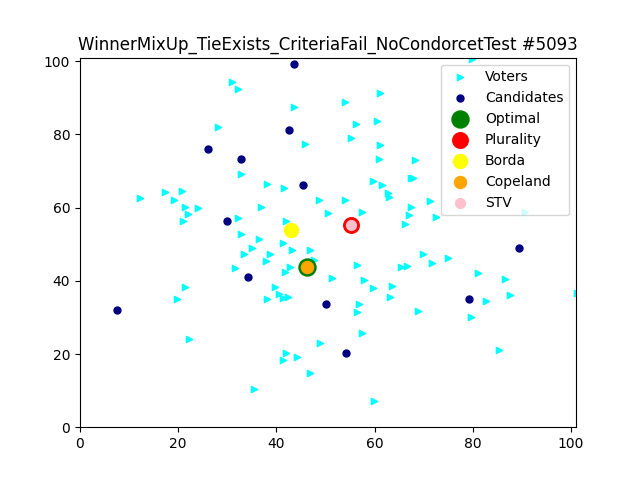 WinnerMixUp_TieExists_CriteriaFail_NoCondorcetTest #5093
Voters
Candidates
Optimal
Plurality
Borda
Copeland
STV
100
80
60
40
20
0
0 20 40 60 80 100